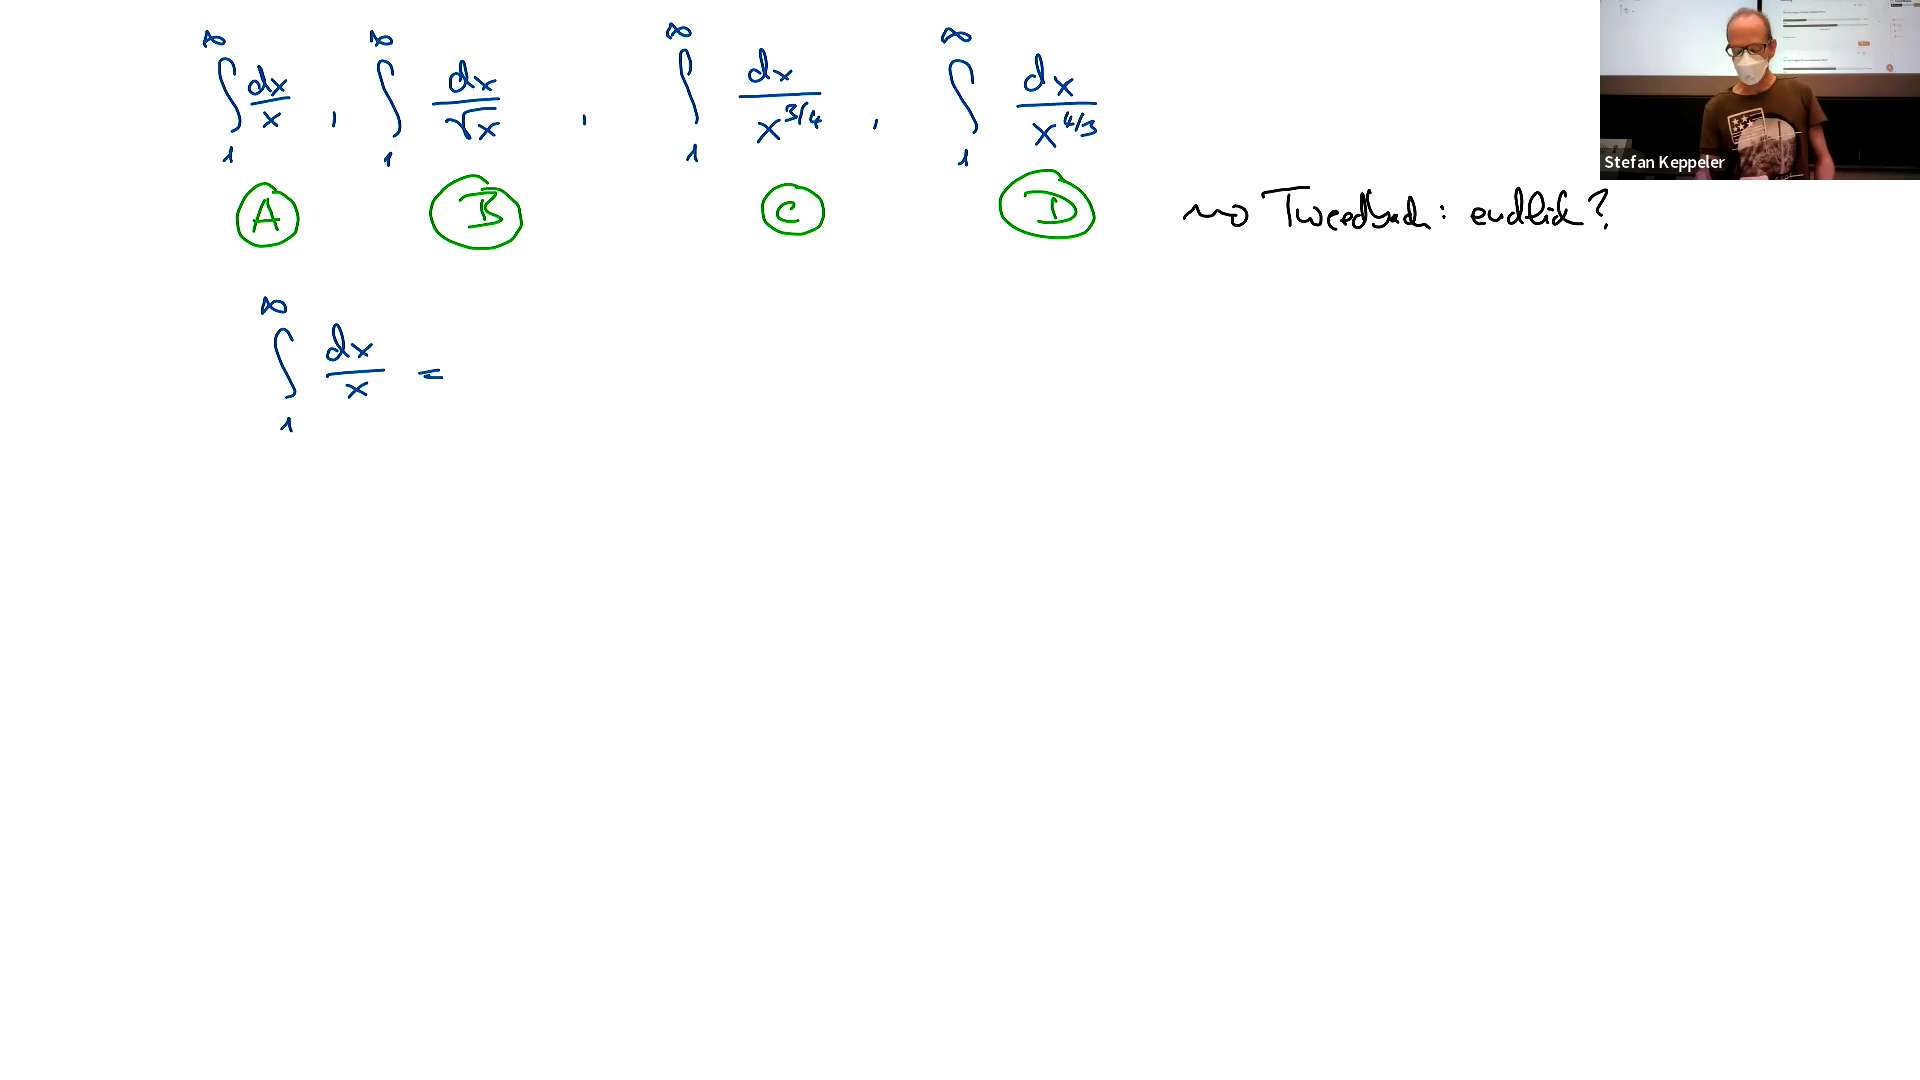 ∫₁^∞ dx/x , ∫₁^∞ dx/√x , ∫₁^∞ dx/x^{3/4} , ∫₁^∞ dx/x^{4/3}
Stefan Keppeler
A B C D ⇝ Tweedback: endlich?
∫₁^∞ dx/x =